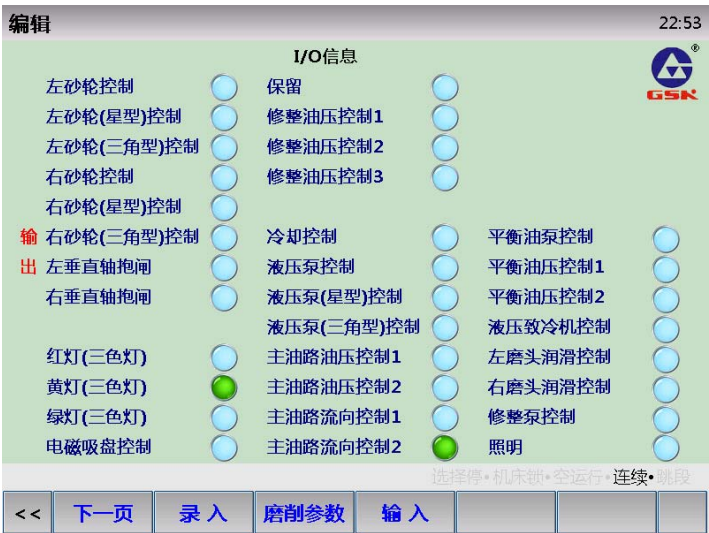 编辑 22:53
I/O信息
®
GSK
左砂轮控制 保留
左砂轮(星型)控制 修整油压控制1
左砂轮(三角型)控制 修整油压控制2
右砂轮控制 修整油压控制3
右砂轮(星型)控制
输 右砂轮(三角型)控制 冷却控制 平衡油泵控制
出 左垂直轴抱闸 液压泵控制 平衡油压控制1
右垂直轴抱闸 液压泵(星型)控制 平衡油压控制2
液压泵(三角型)控制 液压致冷机控制
红灯(三色灯) 主油路油压控制1 左磨头润滑控制
黄灯(三色灯) 主油路油压控制2 右磨头润滑控制
绿灯(三色灯) 主油路流向控制1 修整泵控制
电磁吸盘控制 主油路流向控制2 照明
选择停•机床锁•空运行•连续•跳段
<< 下一页 录入 磨削参数 输入